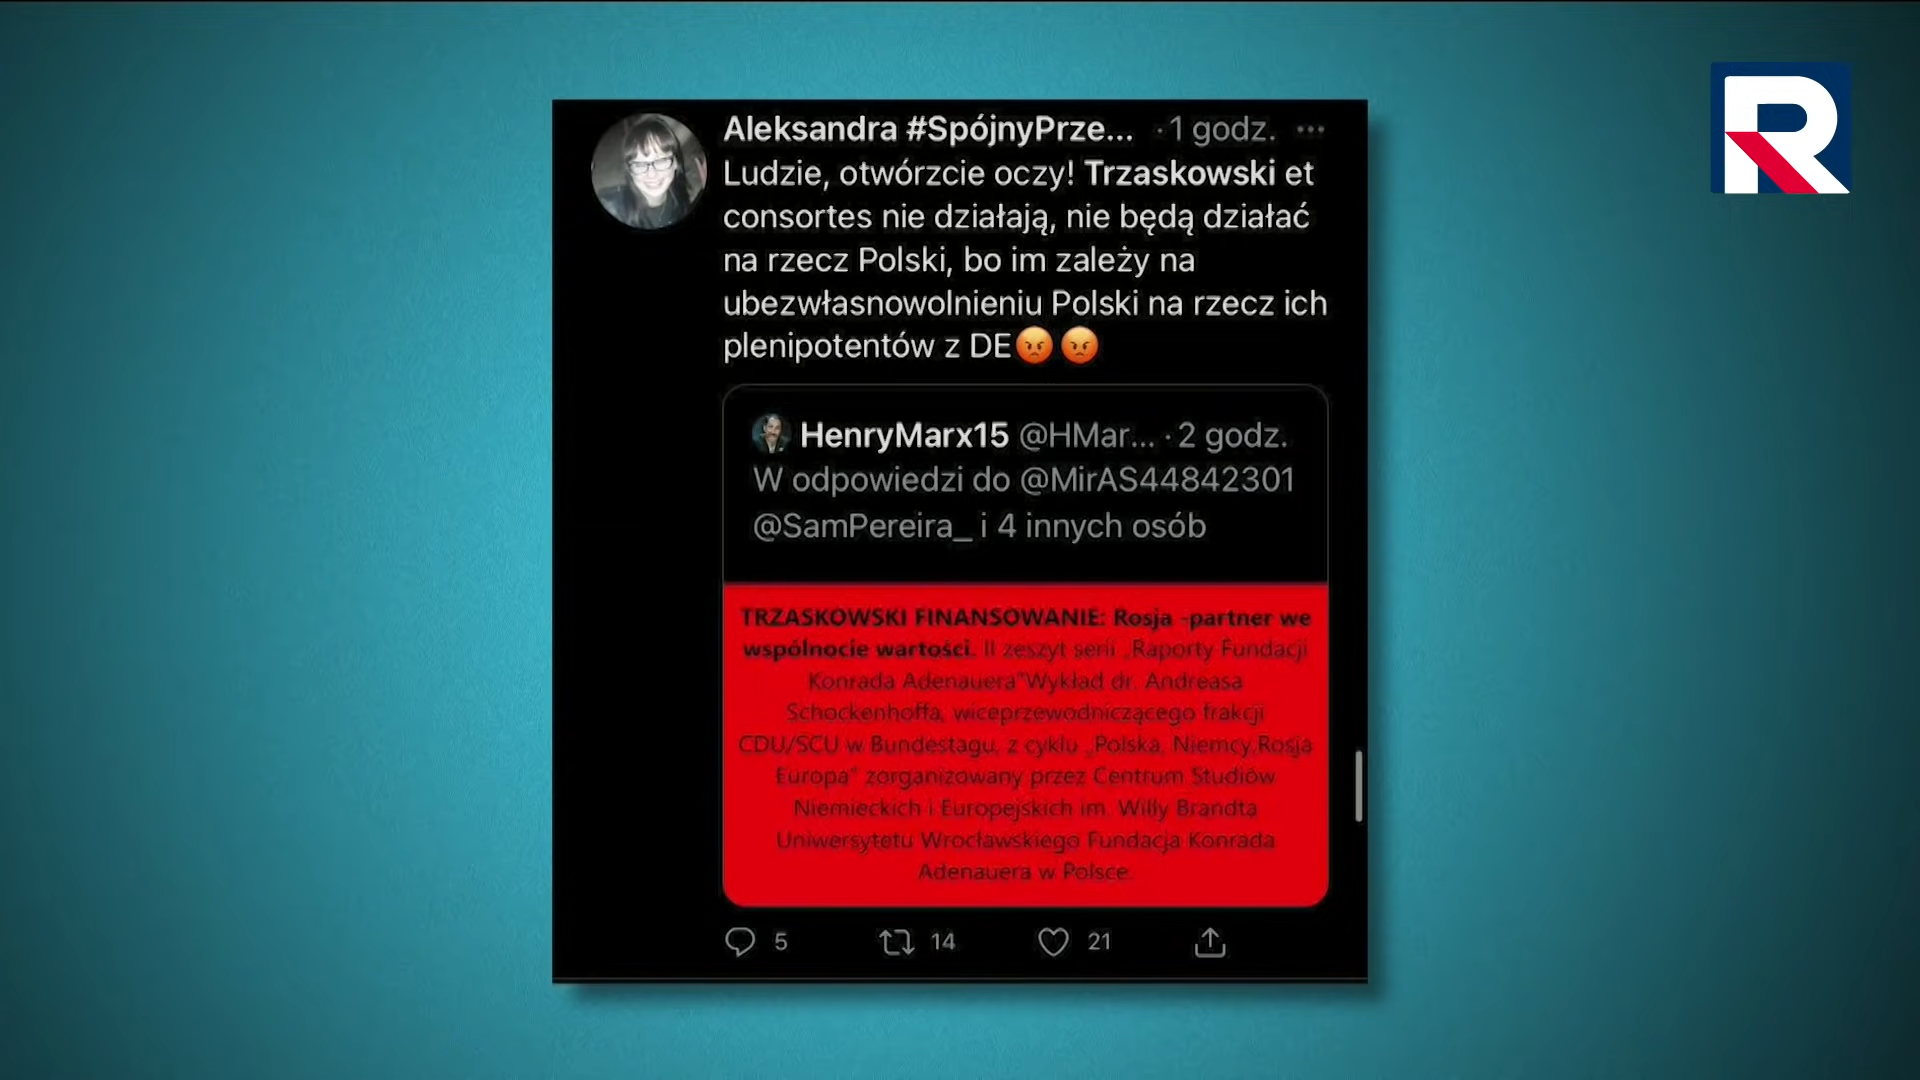 R
Aleksandra #SpójnyPrze... · 1 godz. ...
Ludzie, otwórzcie oczy! Trzaskowski et
consortes nie działają, nie będą działać
na rzecz Polski, bo im zależy na
ubezwłasnowolnieniu Polski na rzecz ich
plenipotentów z DE😡😡
HenryMarx15 @HMar... · 2 godz.
W odpowiedzi do @MirAS44842301
@SamPereira_ i 4 innych osób
TRZASKOWSKI FINANSOWANIE: Rosja -partner we
wspólnocie wartości. II zeszyt serii „Raporty Fundacji
Konrada Adenauera"Wykład dr. Andreasa
Schockenhoffa, wiceprzewodniczącego frakcji
CDU/SCU w Bundestagu, z cyklu „Polska, Niemcy,Rosja
Europa" zorganizowany przez Centrum Studiów
Niemieckich i Europejskich im. Willy Brandta
Uniwersytetu Wrocławskiego Fundacja Konrada
Adenauera w Polsce.
5 14 21